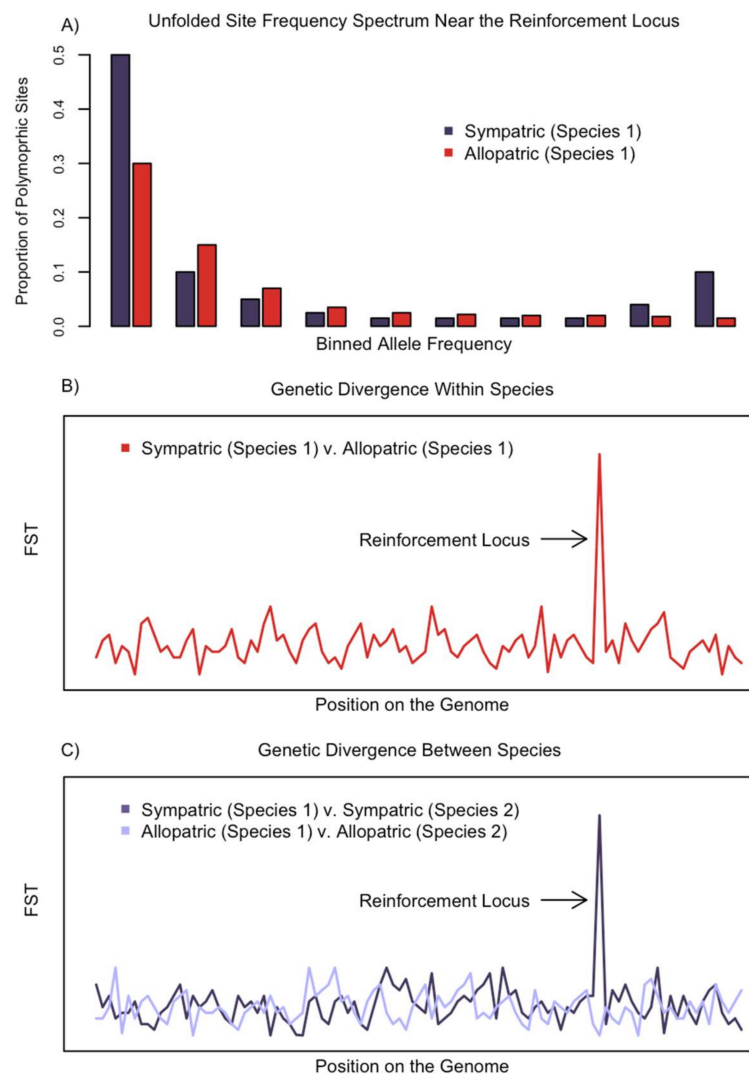 A)
Unfolded Site Frequency Spectrum Near the Reinforcement Locus
Proportion of Polymoprhic Sites
0.5
0.4
0.3
0.2
0.1
0.0
Sympatric (Species 1)
Allopatric (Species 1)
Binned Allele Frequency
B)
Genetic Divergence Within Species
Sympatric (Species 1) v. Allopatric (Species 1)
FST
Reinforcement Locus
Position on the Genome
C)
Genetic Divergence Between Species
Sympatric (Species 1) v. Sympatric (Species 2)
Allopatric (Species 1) v. Allopatric (Species 2)
FST
Reinforcement Locus
Position on the Genome